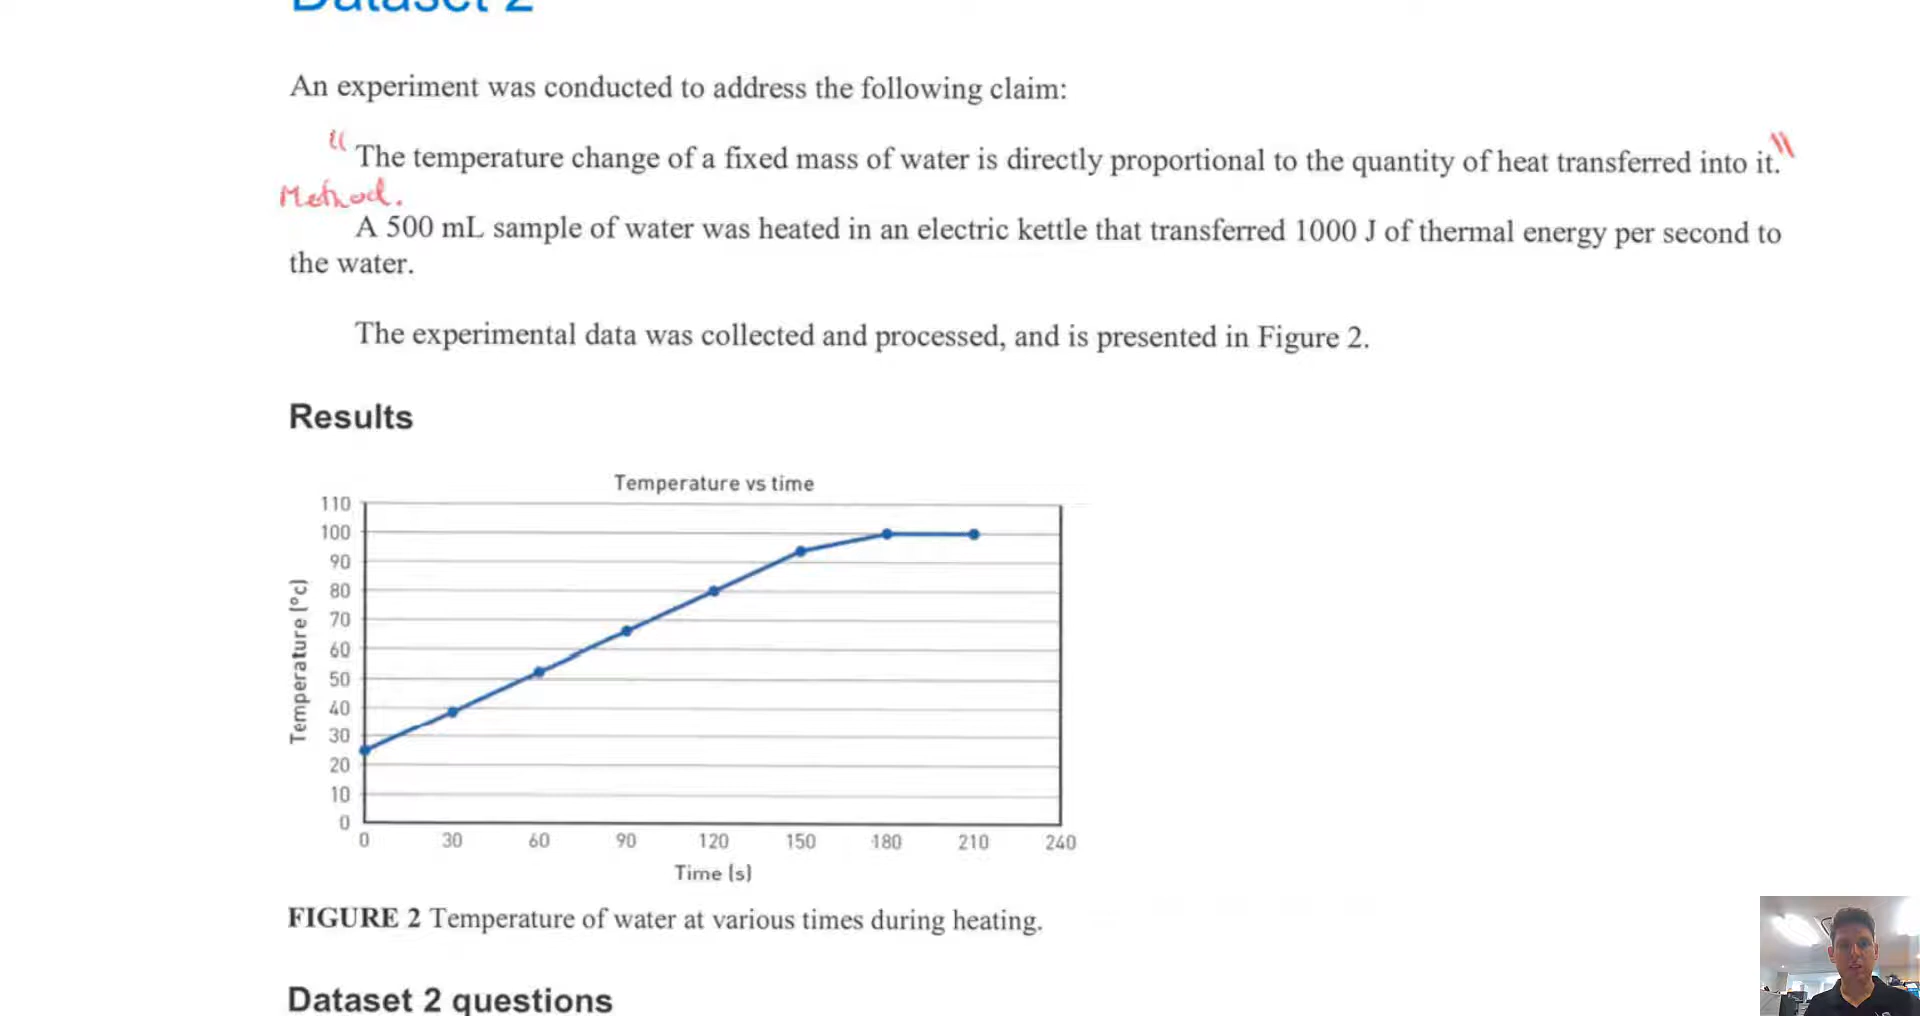 Dataset 2
An experiment was conducted to address the following claim:
"The temperature change of a fixed mass of water is directly proportional to the quantity of heat transferred into it."
Method.
A 500 mL sample of water was heated in an electric kettle that transferred 1000 J of thermal energy per second to
the water.
The experimental data was collected and processed, and is presented in Figure 2.
Results
Temperature vs time
110
100
90
80
70
60
50
40
30
20
10
0
Temperature (°c)
0 30 60 90 120 150 180 210 240
Time (s)
FIGURE 2 Temperature of water at various times during heating.
Dataset 2 questions